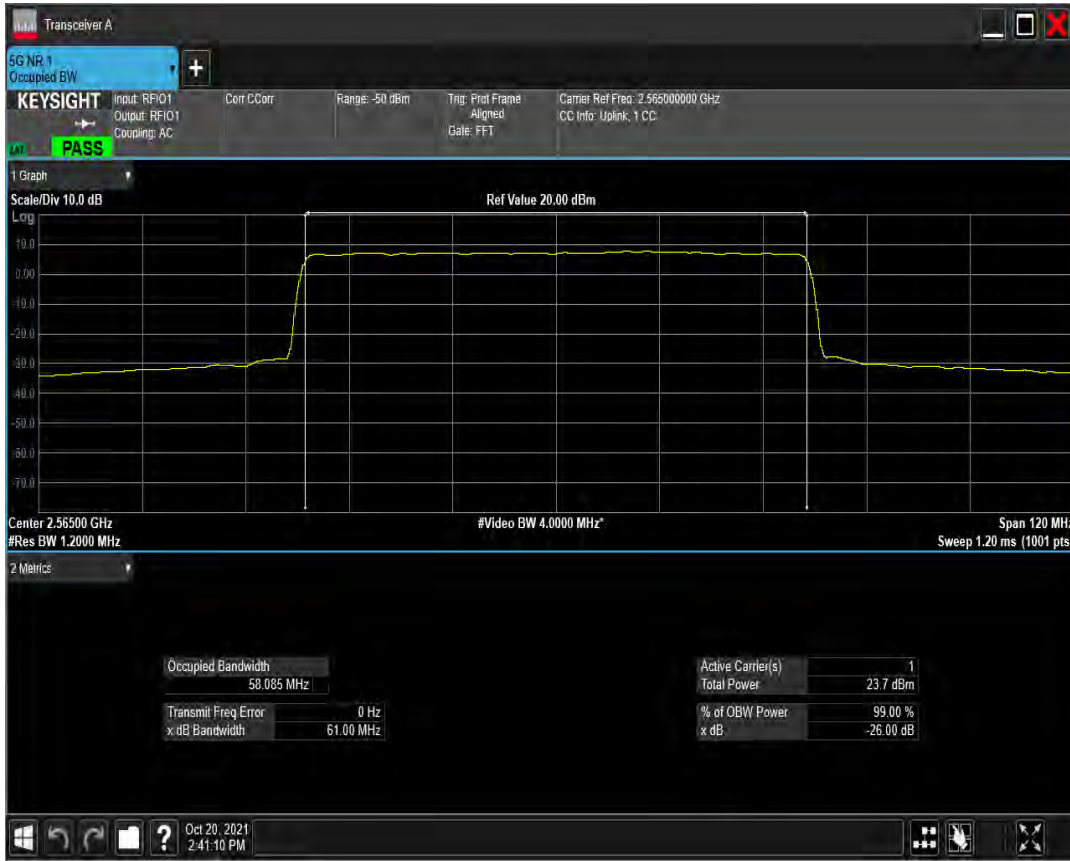 Transceiver A
5G NR 1
Occupied BW
+
KEYSIGHT
Input: RFIO1
Output: RFIO1
Coupling: AC
Corr CCorr
Range: -50 dBm
Trig: Prot Frame
Aligned
Gate: FFT
Carrier Ref Freq: 2.565000000 GHz
CC Info: Uplink, 1 CC
PASS
1 Graph
Scale/Div 10.0 dB
Ref Value 20.00 dBm
Log
10.0
0.00
-10.0
-20.0
-30.0
-40.0
-50.0
-60.0
-70.0
Center 2.56500 GHz
#Video BW 4.0000 MHz*
Span 120 MHz
#Res BW 1.2000 MHz
Sweep 1.20 ms (1001 pts
2 Metrics
Occupied Bandwidth
58.085 MHz
Transmit Freq Error 0 Hz
x dB Bandwidth 61.00 MHz
Active Carrier(s) 1
Total Power 23.7 dBm
% of OBW Power 99.00 %
x dB -26.00 dB
?
Oct 20, 2021
2:41:10 PM